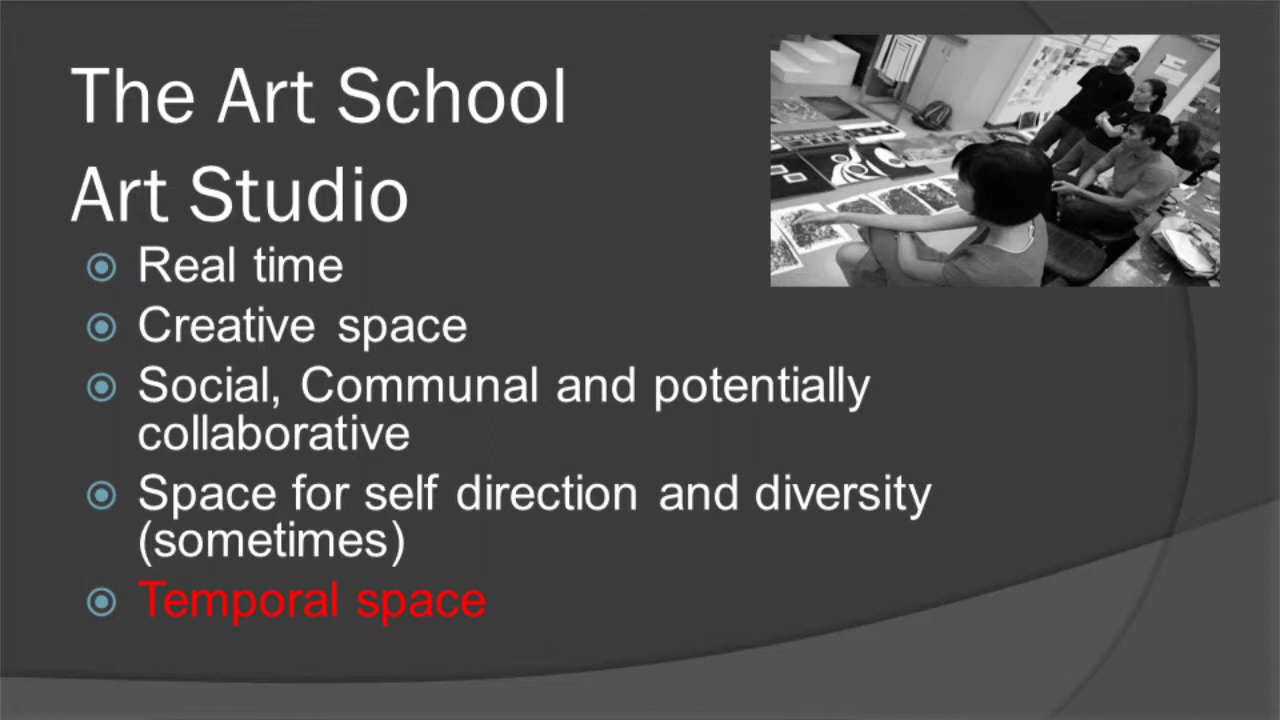 The Art School
Art Studio
Real time
Creative space
Social, Communal and potentially
collaborative
Space for self direction and diversity
(sometimes)
Temporal space